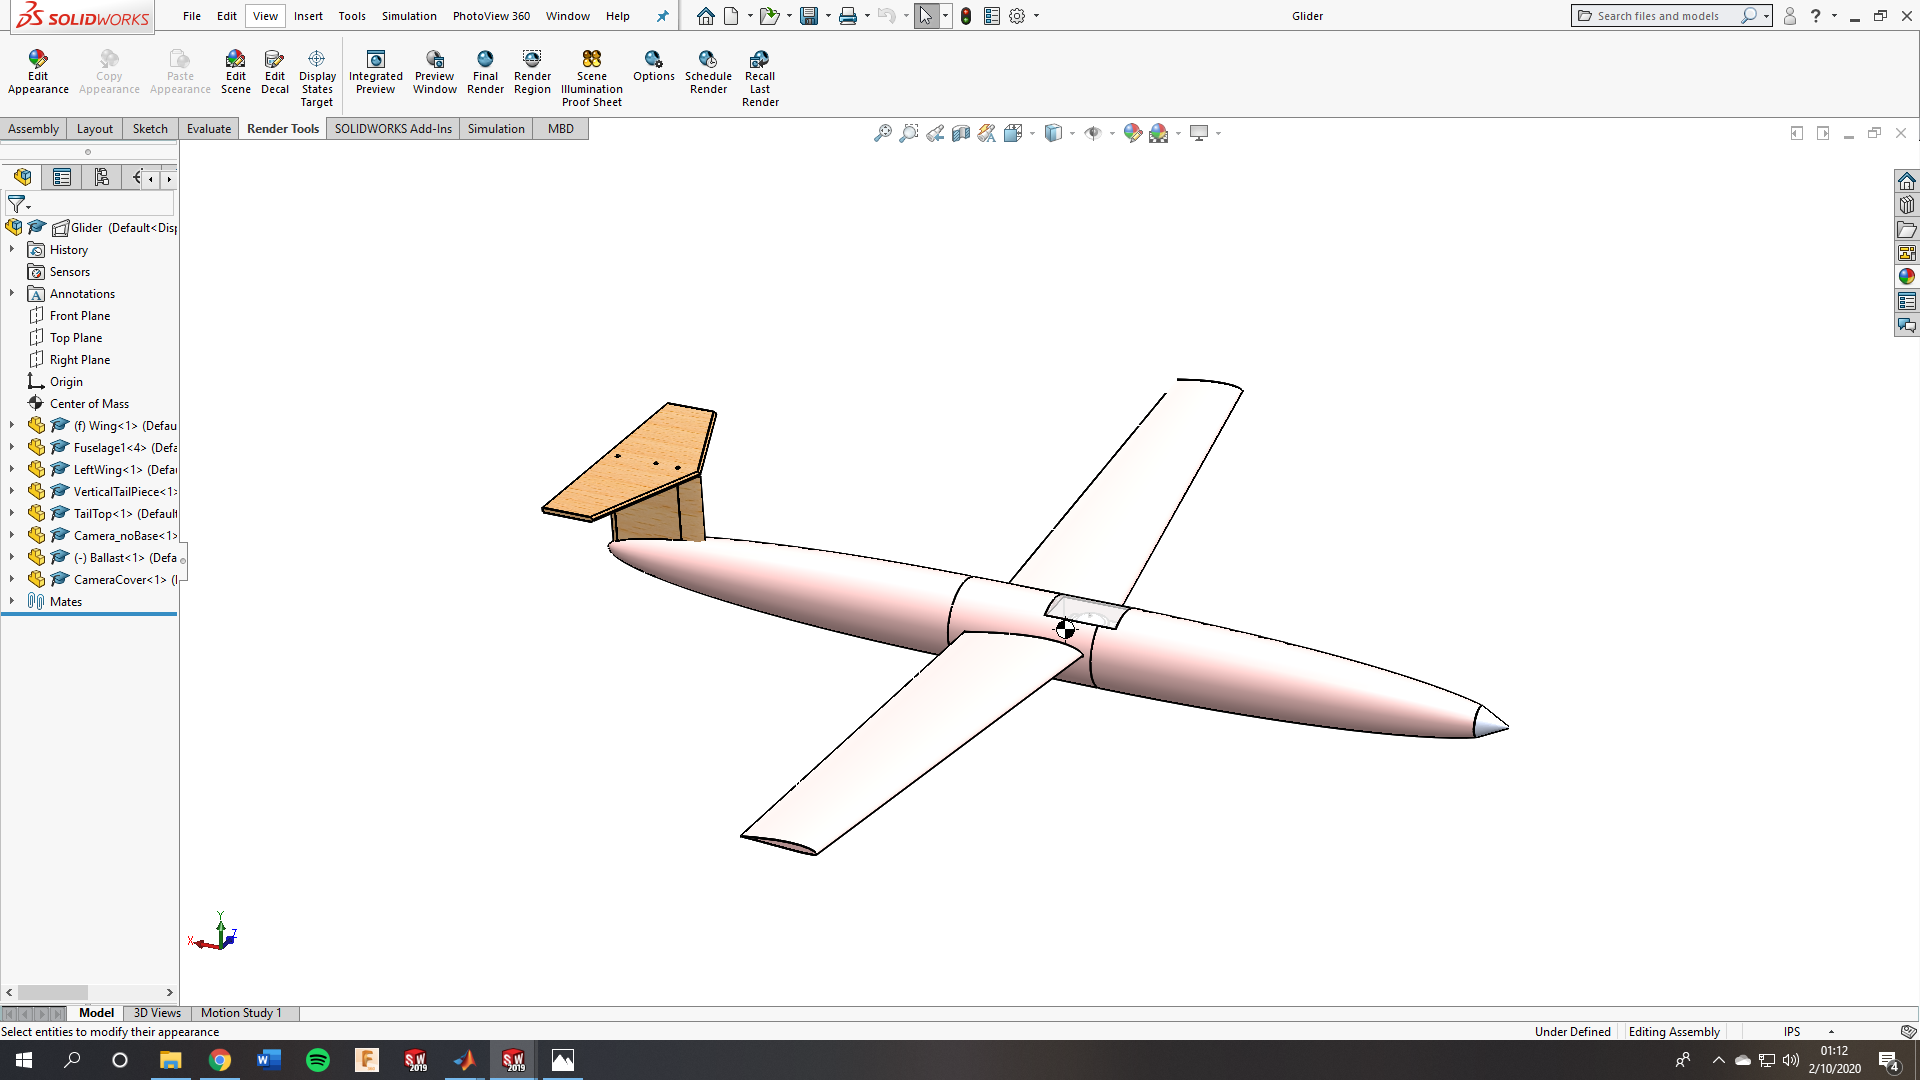 SOLIDWORKS File Edit View Insert Tools Simulation PhotoView 360 Window Help Glider Search files and models
Edit Appearance
Copy Appearance
Paste Appearance
Edit Scene
Edit Decal
Display States Target
Integrated Preview
Preview Window
Final Render
Render Region
Scene Illumination Proof Sheet
Options
Schedule Render
Recall Last Render
Assembly Layout Sketch Evaluate Render Tools SOLIDWORKS Add-Ins Simulation MBD
Glider (Default<Disp
History
Sensors
Annotations
Front Plane
Top Plane
Right Plane
Origin
Center of Mass
(f) Wing<1> (Defau
Fuselage1<4> (Defa
LeftWing<1> (Defau
VerticalTailPiece<1>
TailTop<1> (Default
Camera_noBase<1>
(-) Ballast<1> (Defa
CameraCover<1> (
Mates
Y
X
Z
Model 3D Views Motion Study 1
Select entities to modify their appearance Under Defined Editing Assembly IPS
01:12
2/10/2020
4